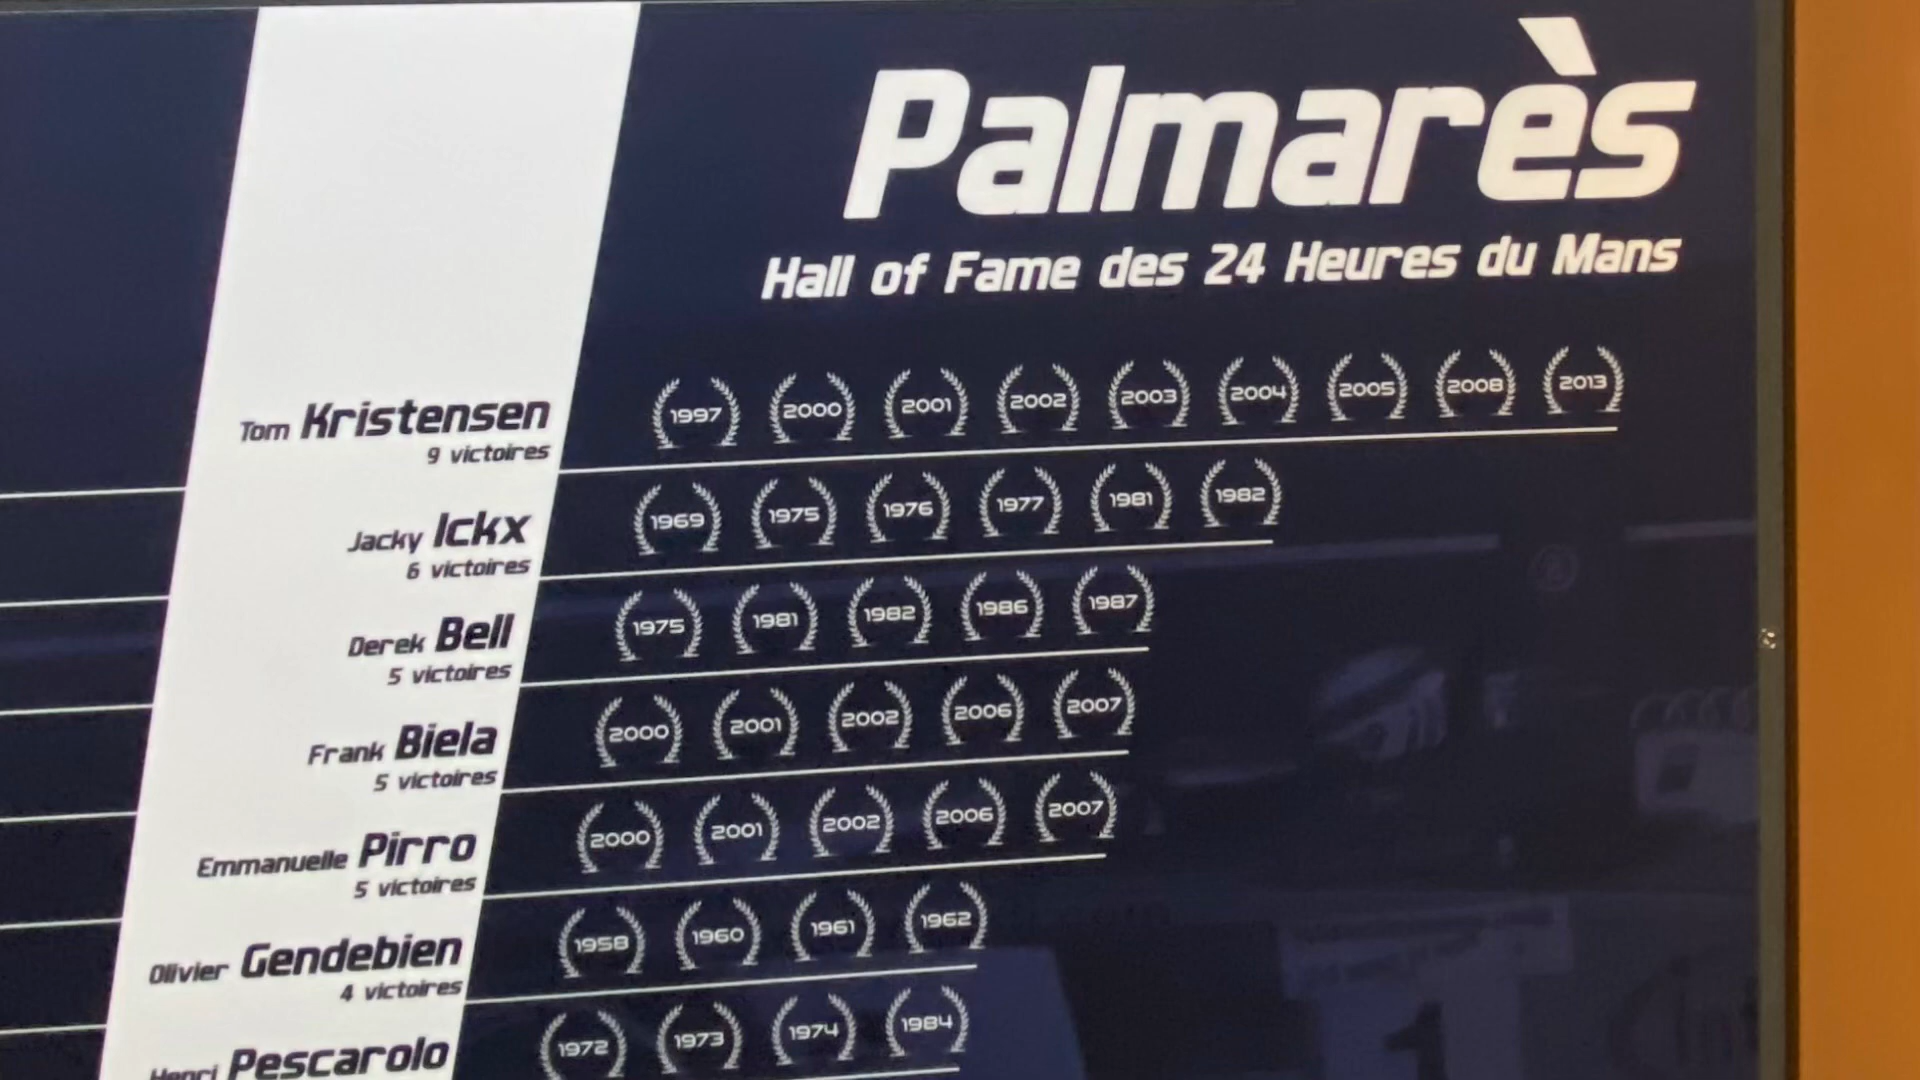 Palmarès
Hall of Fame des 24 Heures du Mans
Tom Kristensen 1997 2000 2001 2002 2003 2004 2005 2008 2013
9 victoires
Jacky Ickx 1969 1975 1976 1977 1981 1982
6 victoires
Derek Bell 1975 1981 1982 1986 1987
5 victoires
Frank Biela 2000 2001 2002 2006 2007
5 victoires
Emmanuelle Pirro 2000 2001 2002 2006 2007
5 victoires
Olivier Gendebien 1958 1960 1961 1962
4 victoires
Henri Pescarolo 1972 1973 1974 1984